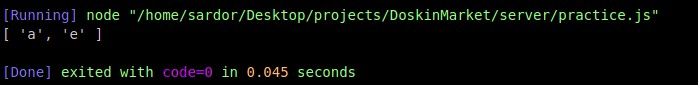 [Running] node "/home/sardor/Desktop/projects/DoskinMarket/server/practice.js"
[ 'a', 'e' ]
[Done] exited with code=0 in 0.045 seconds